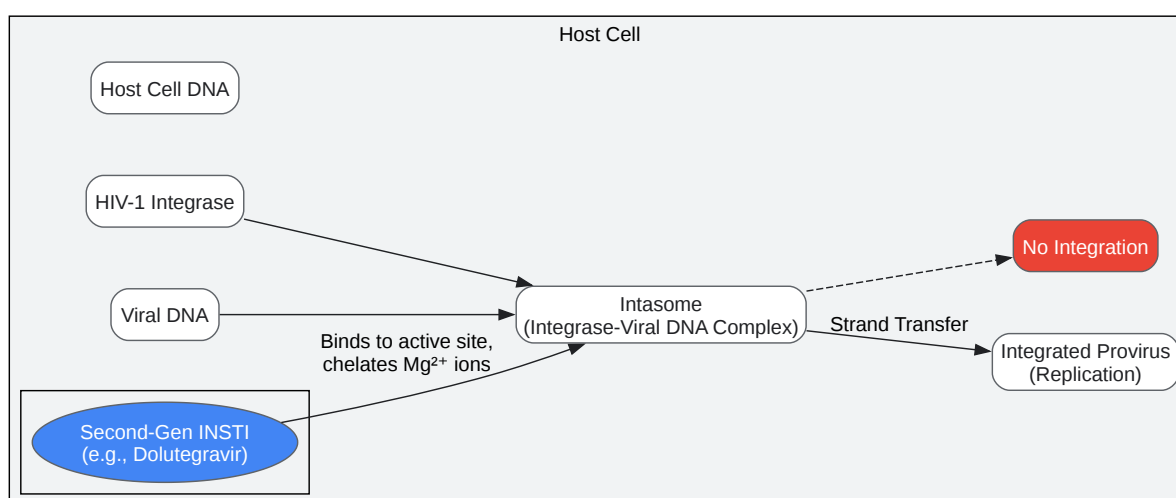 Host Cell
Host Cell DNA
HIV-1 Integrase
No Integration
Viral DNA
Intasome
(Integrase-Viral DNA Complex)
Strand Transfer
Binds to active site,
chelates Mg²⁺ ions
Integrated Provirus
(Replication)
Second-Gen INSTI
(e.g., Dolutegravir)